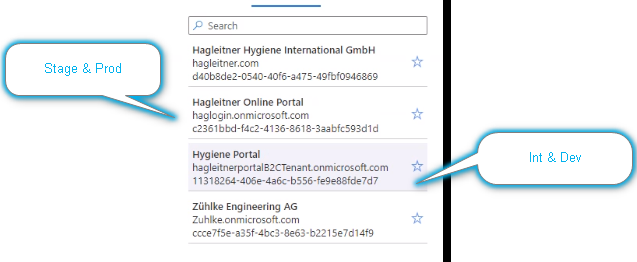 Search
Hagleitner Hygiene International GmbH
hagleitner.com
d40b8de2-0540-40f6-a475-49fbf0946869
Stage & Prod
Hagleitner Online Portal
haglogin.onmicrosoft.com
c2361bbd-f4c2-4136-8618-3aabfc593d1d
Hygiene Portal
hagleitnerportalB2CTenant.onmicrosoft.com
11318264-406e-4a6c-b556-fe9e88fde7d7
Int & Dev
Zühlke Engineering AG
Zuhlke.onmicrosoft.com
ccce7f5e-a35f-4bc3-8e63-b2215e7d14f9